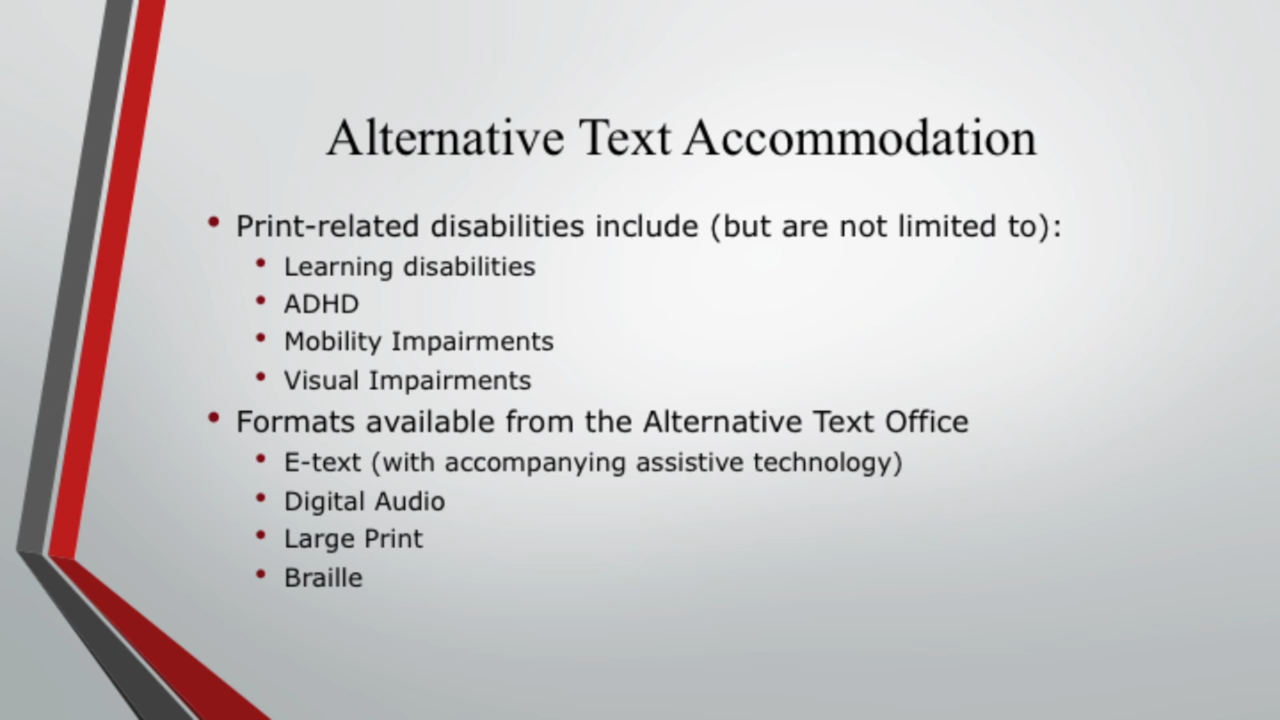 Alternative Text Accommodation
• Print-related disabilities include (but are not limited to):
• Learning disabilities
• ADHD
• Mobility Impairments
• Visual Impairments
• Formats available from the Alternative Text Office
• E-text (with accompanying assistive technology)
• Digital Audio
• Large Print
• Braille